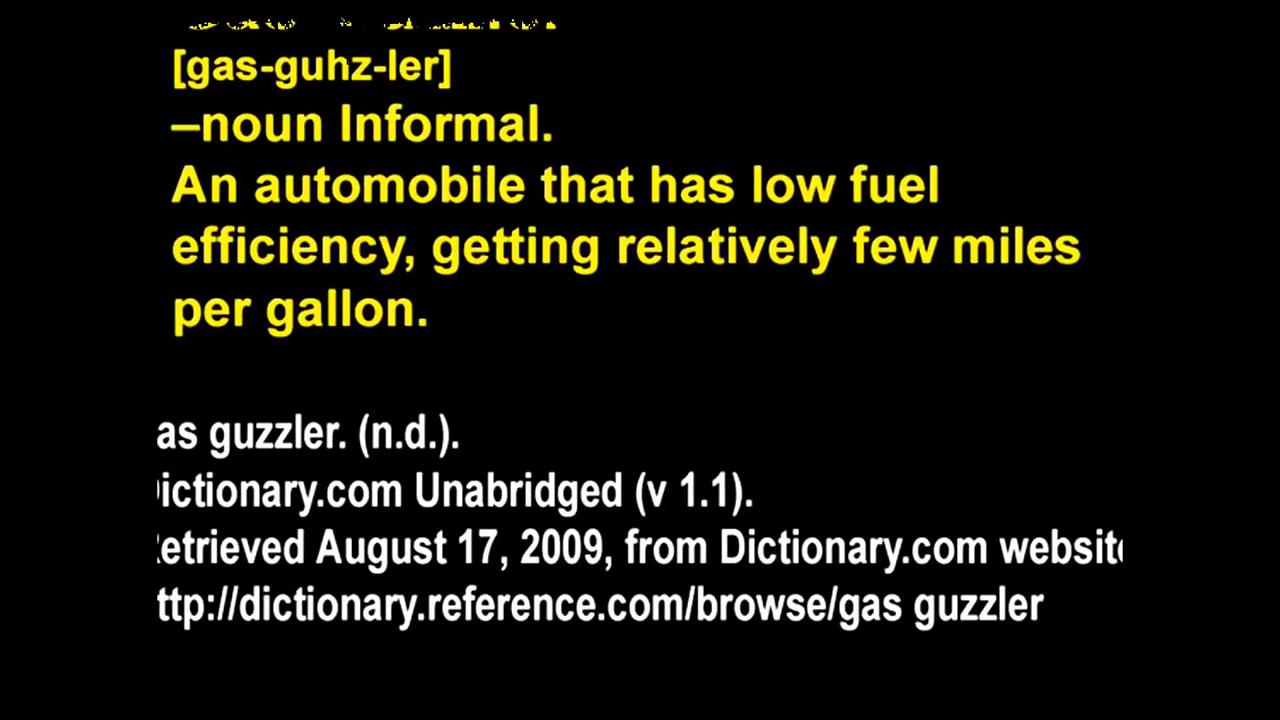 [gas-guhz-ler]
–noun Informal.
An automobile that has low fuel
efficiency, getting relatively few miles
per gallon.
as guzzler. (n.d.).
ictionary.com Unabridged (v 1.1).
etrieved August 17, 2009, from Dictionary.com websit
ttp://dictionary.reference.com/browse/gas guzzler